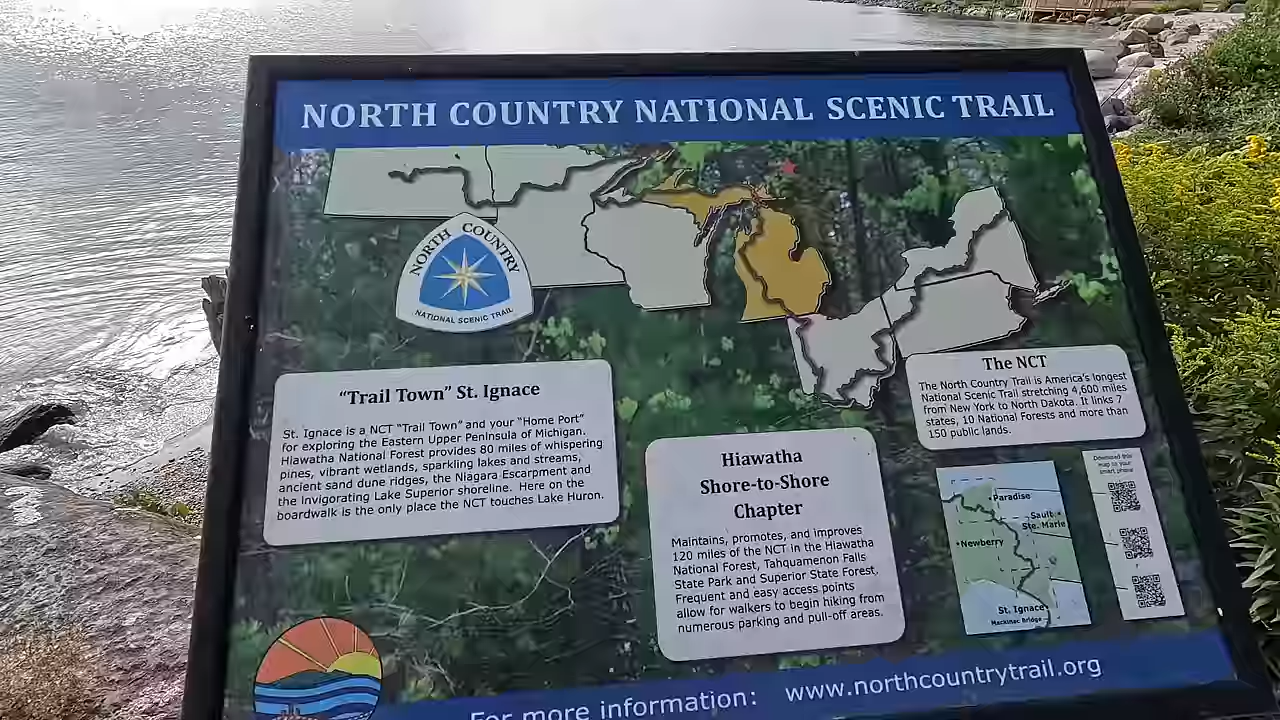 NORTH COUNTRY NATIONAL SCENIC TRAIL
NORTH COUNTRY
NATIONAL SCENIC TRAIL
"Trail Town" St. Ignace
St. Ignace is a NCT "Trail Town" and your "Home Port"
for exploring the Eastern Upper Peninsula of Michigan.
Hiawatha National Forest provides 80 miles of whispering
pines, vibrant wetlands, sparkling lakes and streams,
ancient sand dune ridges, the Niagara Escarpment and
the invigorating Lake Superior shoreline. Here on the
boardwalk is the only place the NCT touches Lake Huron.
Hiawatha
Shore-to-Shore
Chapter
Maintains, promotes, and improves
120 miles of the NCT in the Hiawatha
National Forest, Tahquamenon Falls
State Park and Superior State Forest.
Frequent and easy access points
allow for walkers to begin hiking from
numerous parking and pull-off areas.
The NCT
The North Country Trail is America's longest
National Scenic Trail stretching 4,600 miles
from New York to North Dakota. It links 7
states, 10 National Forests and more than
150 public lands.
Paradise
Sault
Ste. Marie
Newberry
St. Ignace
Mackinac Bridge
Download this
map to your
smart phone
For more information: www.northcountrytrail.org